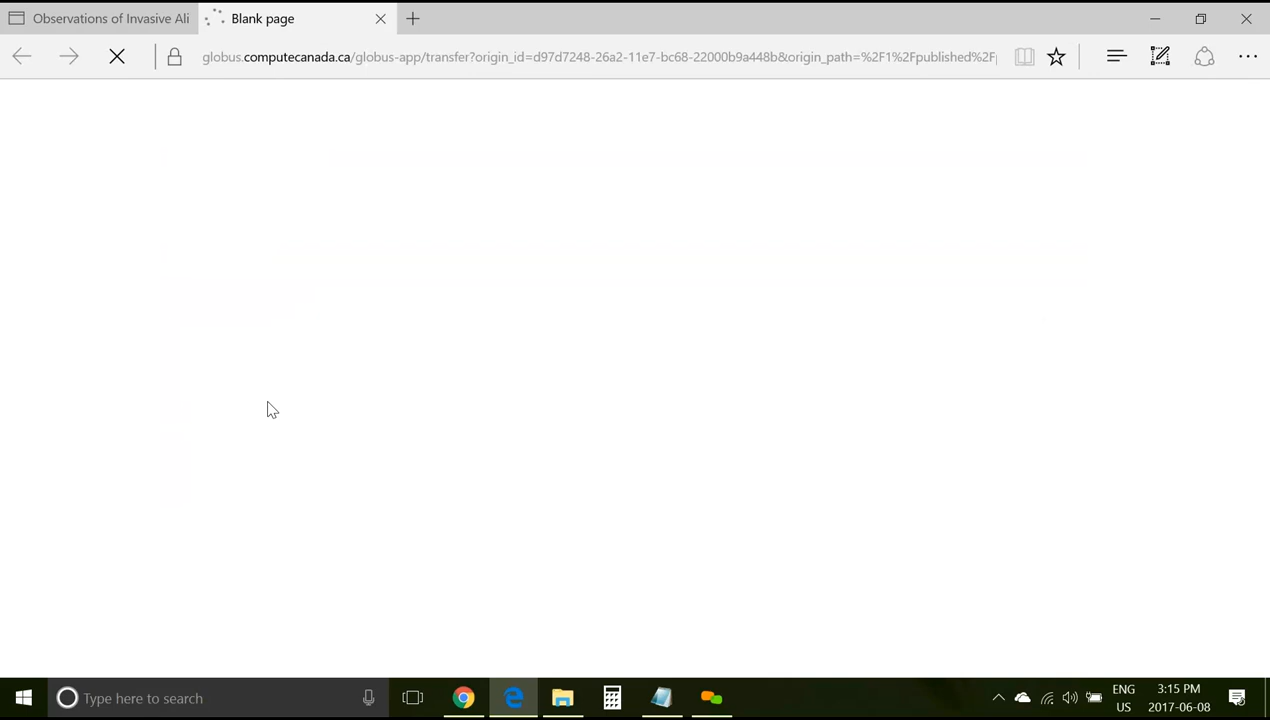 Observations of Invasive Ali
Blank page
globus.computecanada.ca/globus-app/transfer?origin_id=d97d7248-26a2-11e7-bc68-22000b9a448b&origin_path=%2F1%2Fpublished%2F
Type here to search
ENG
US
3:15 PM
2017-06-08